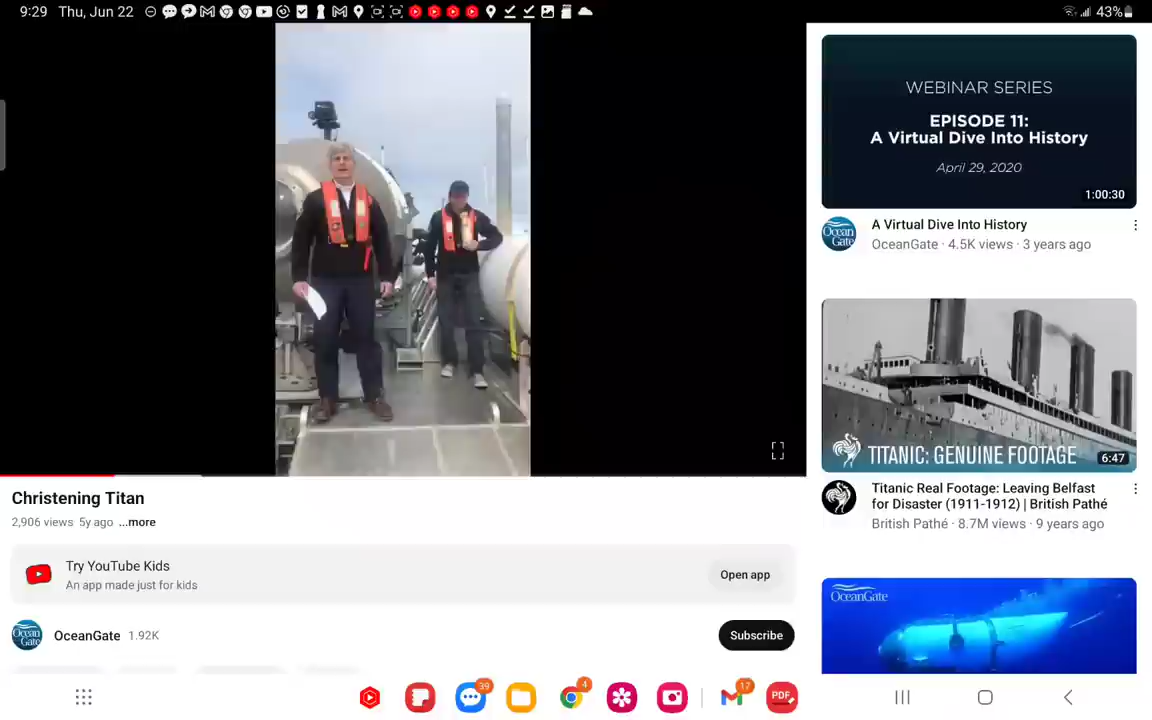 9:29 Thu, Jun 22
43%
WEBINAR SERIES
EPISODE 11:
A Virtual Dive Into History
April 29, 2020
1:00:30
A Virtual Dive Into History
OceanGate · 4.5K views · 3 years ago
Ocean
Gate
TITANIC: GENUINE FOOTAGE
6:47
Titanic Real Footage: Leaving Belfast
for Disaster (1911-1912) | British Pathé
British Pathé · 8.7M views · 9 years ago
OceanGate
Christening Titan
2,906 views 5y ago ...more
Try YouTube Kids
An app made just for kids
Open app
Ocean
Gate
OceanGate 1.92K
Subscribe
39
4
17
PDF